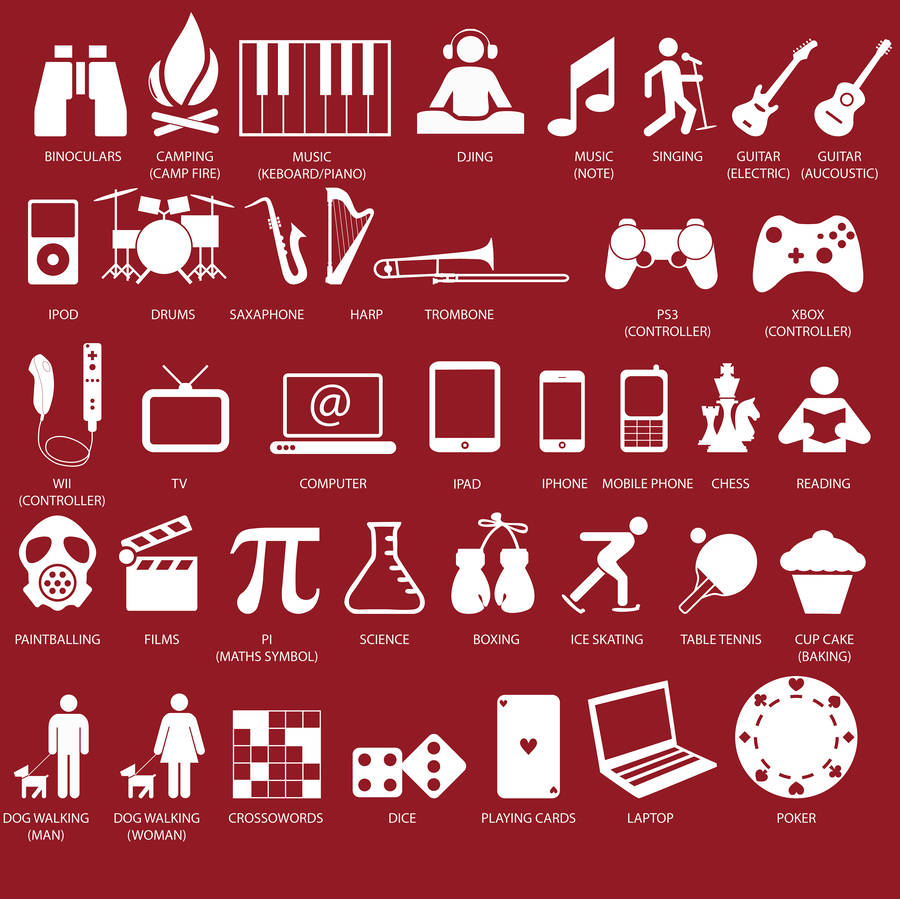 BINOCULARS
CAMPING
(CAMP FIRE)
MUSIC
(KEBOARD/PIANO)
DJING
MUSIC
(NOTE)
SINGING
GUITAR
(ELECTRIC)
GUITAR
(AUCOUSTIC)
IPOD
DRUMS
SAXAPHONE
HARP
TROMBONE
PS3
(CONTROLLER)
XBOX
(CONTROLLER)
@
WII
(CONTROLLER)
TV
COMPUTER
IPAD
IPHONE
MOBILE PHONE
CHESS
READING
π
PAINTBALLING
FILMS
PI
(MATHS SYMBOL)
SCIENCE
BOXING
ICE SKATING
TABLE TENNIS
CUP CAKE
(BAKING)
A
DOG WALKING
(MAN)
DOG WALKING
(WOMAN)
CROSSOWORDS
DICE
PLAYING CARDS
LAPTOP
POKER